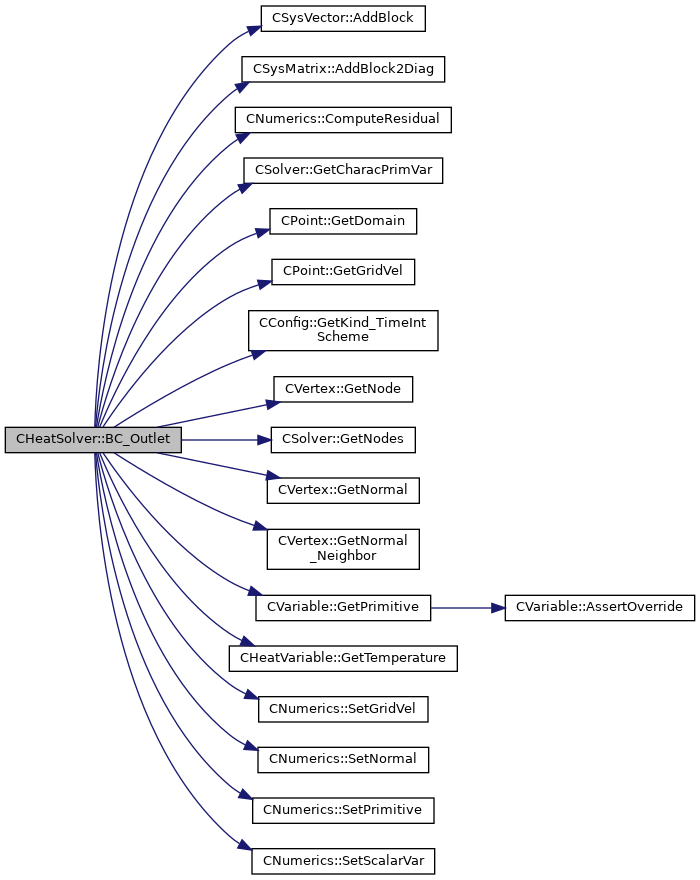 CSysVector::AddBlock
CSysMatrix::AddBlock2Diag
CNumerics::ComputeResidual
CSolver::GetCharacPrimVar
CPoint::GetDomain
CPoint::GetGridVel
CConfig::GetKind_TimeInt
Scheme
CVertex::GetNode
CHeatSolver::BC_Outlet
CSolver::GetNodes
CVertex::GetNormal
CVertex::GetNormal
_Neighbor
CVariable::GetPrimitive
CVariable::AssertOverride
CHeatVariable::GetTemperature
CNumerics::SetGridVel
CNumerics::SetNormal
CNumerics::SetPrimitive
CNumerics::SetScalarVar